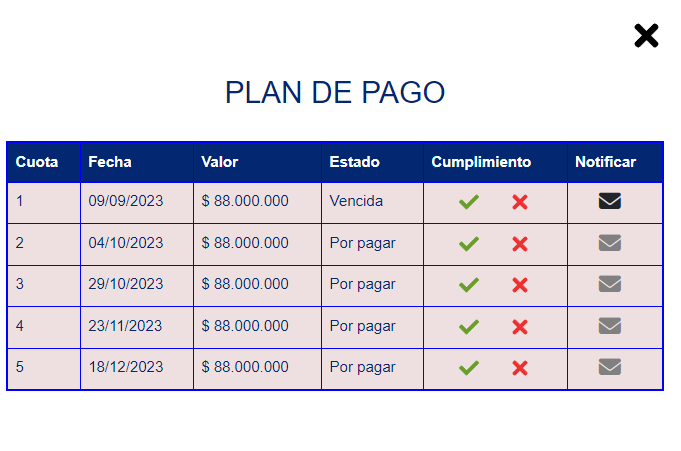 PLAN DE PAGO
Cuota Fecha Valor Estado Cumplimiento Notificar
1 09/09/2023 $ 88.000.000 Vencida
2 04/10/2023 $ 88.000.000 Por pagar
3 29/10/2023 $ 88.000.000 Por pagar
4 23/11/2023 $ 88.000.000 Por pagar
5 18/12/2023 $ 88.000.000 Por pagar